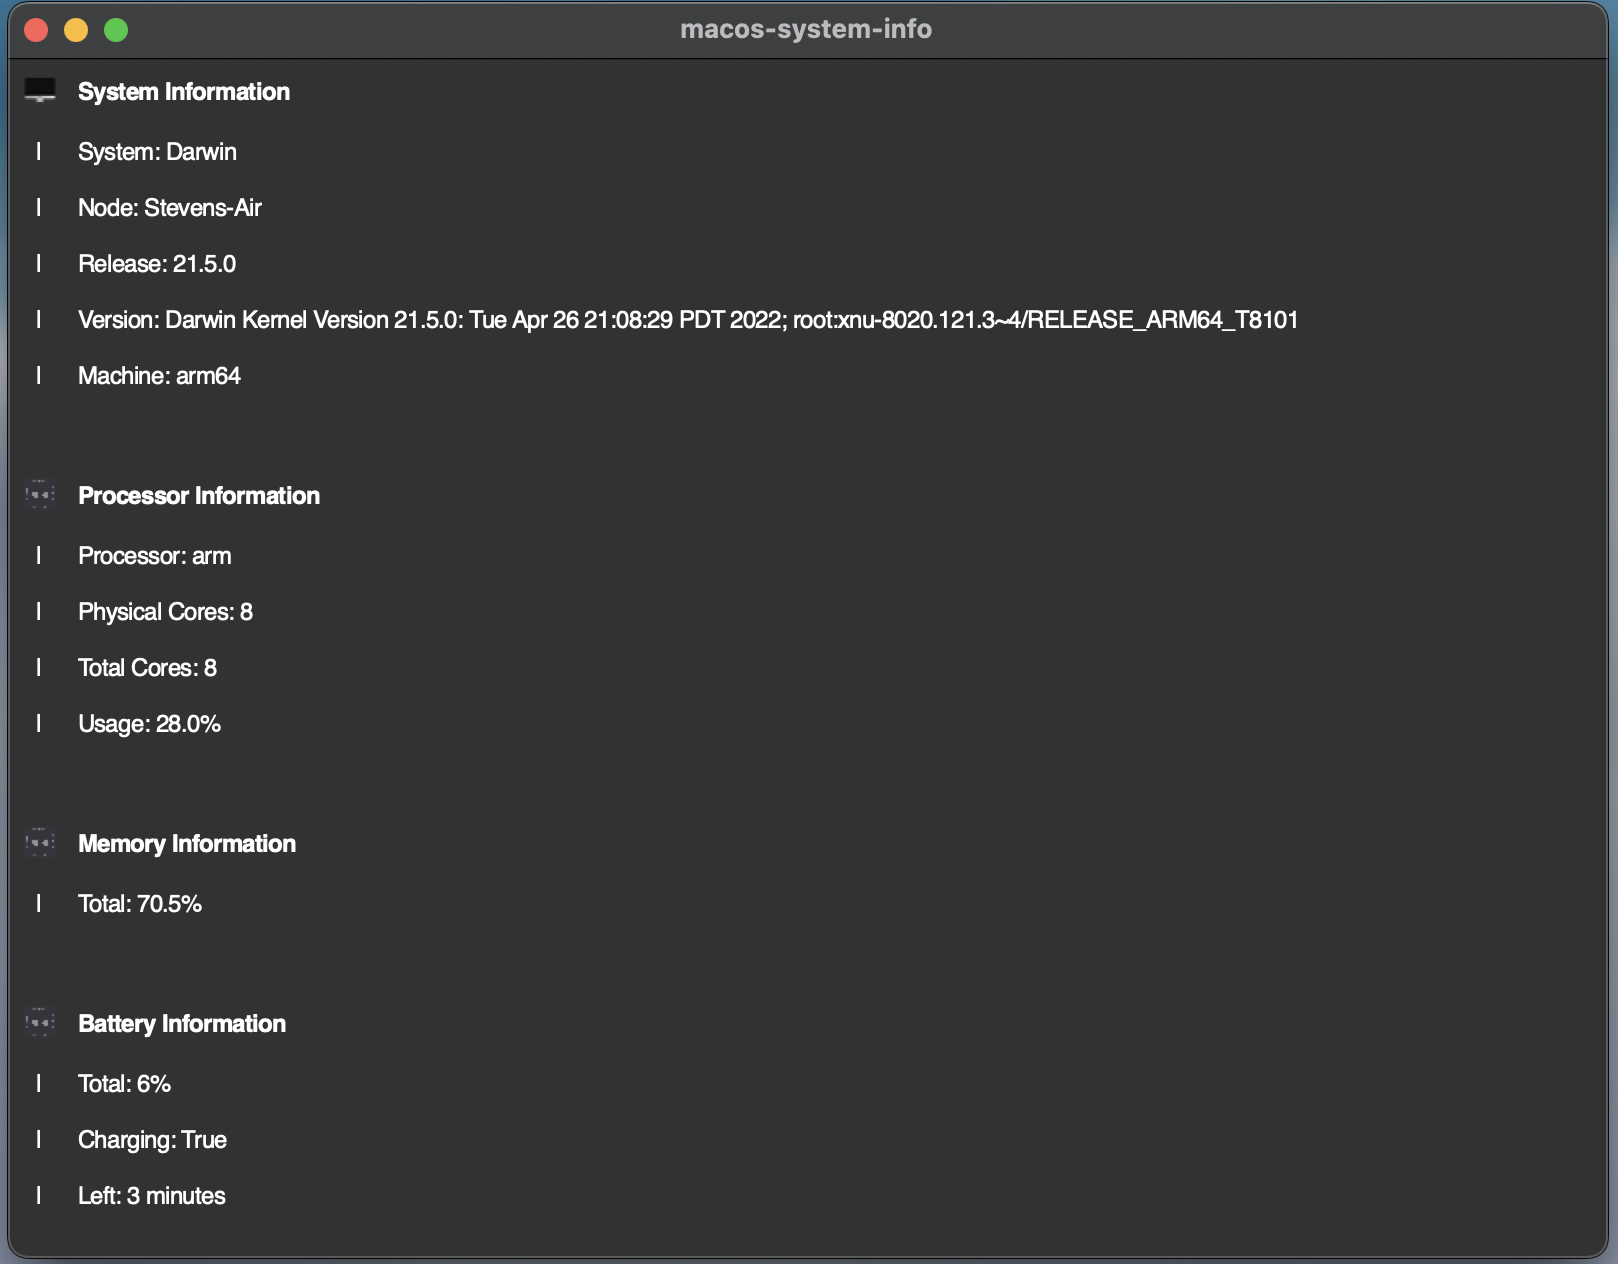 macos-system-info
System Information
| System: Darwin
| Node: Stevens-Air
| Release: 21.5.0
| Version: Darwin Kernel Version 21.5.0: Tue Apr 26 21:08:29 PDT 2022; root:xnu-8020.121.3~4/RELEASE_ARM64_T8101
| Machine: arm64
Processor Information
| Processor: arm
| Physical Cores: 8
| Total Cores: 8
| Usage: 28.0%
Memory Information
| Total: 70.5%
Battery Information
| Total: 6%
| Charging: True
| Left: 3 minutes